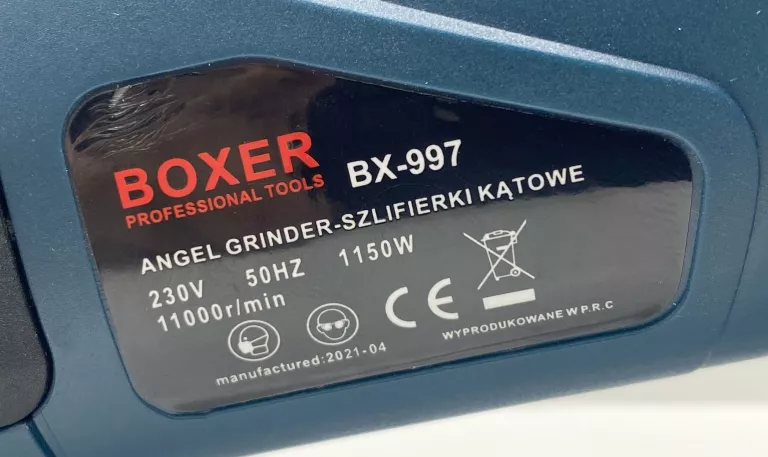 BOXER
PROFESSIONAL TOOLS
BX-997
ANGEL GRINDER-SZLIFIERKI KĄTOWE
230V 50HZ 1150W
11000r/min
CE
manufactured:2021-04
WYPRODUKOWANE W P.R.C